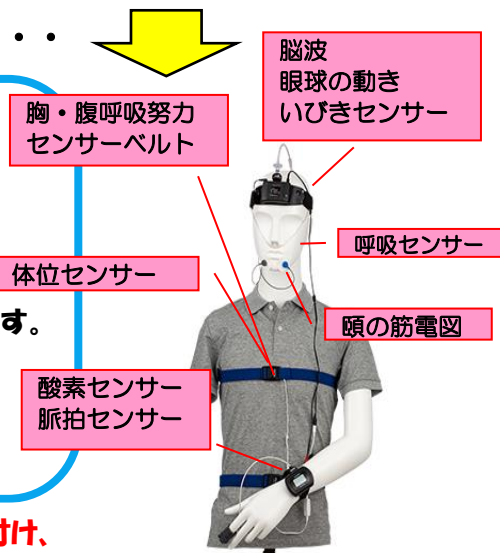 ・・
脳波
眼球の動き
いびきセンサー
胸・腹呼吸努力
センサーベルト
呼吸センサー
体位センサー
す。
頤の筋電図
酸素センサー
脈拍センサー
付け、